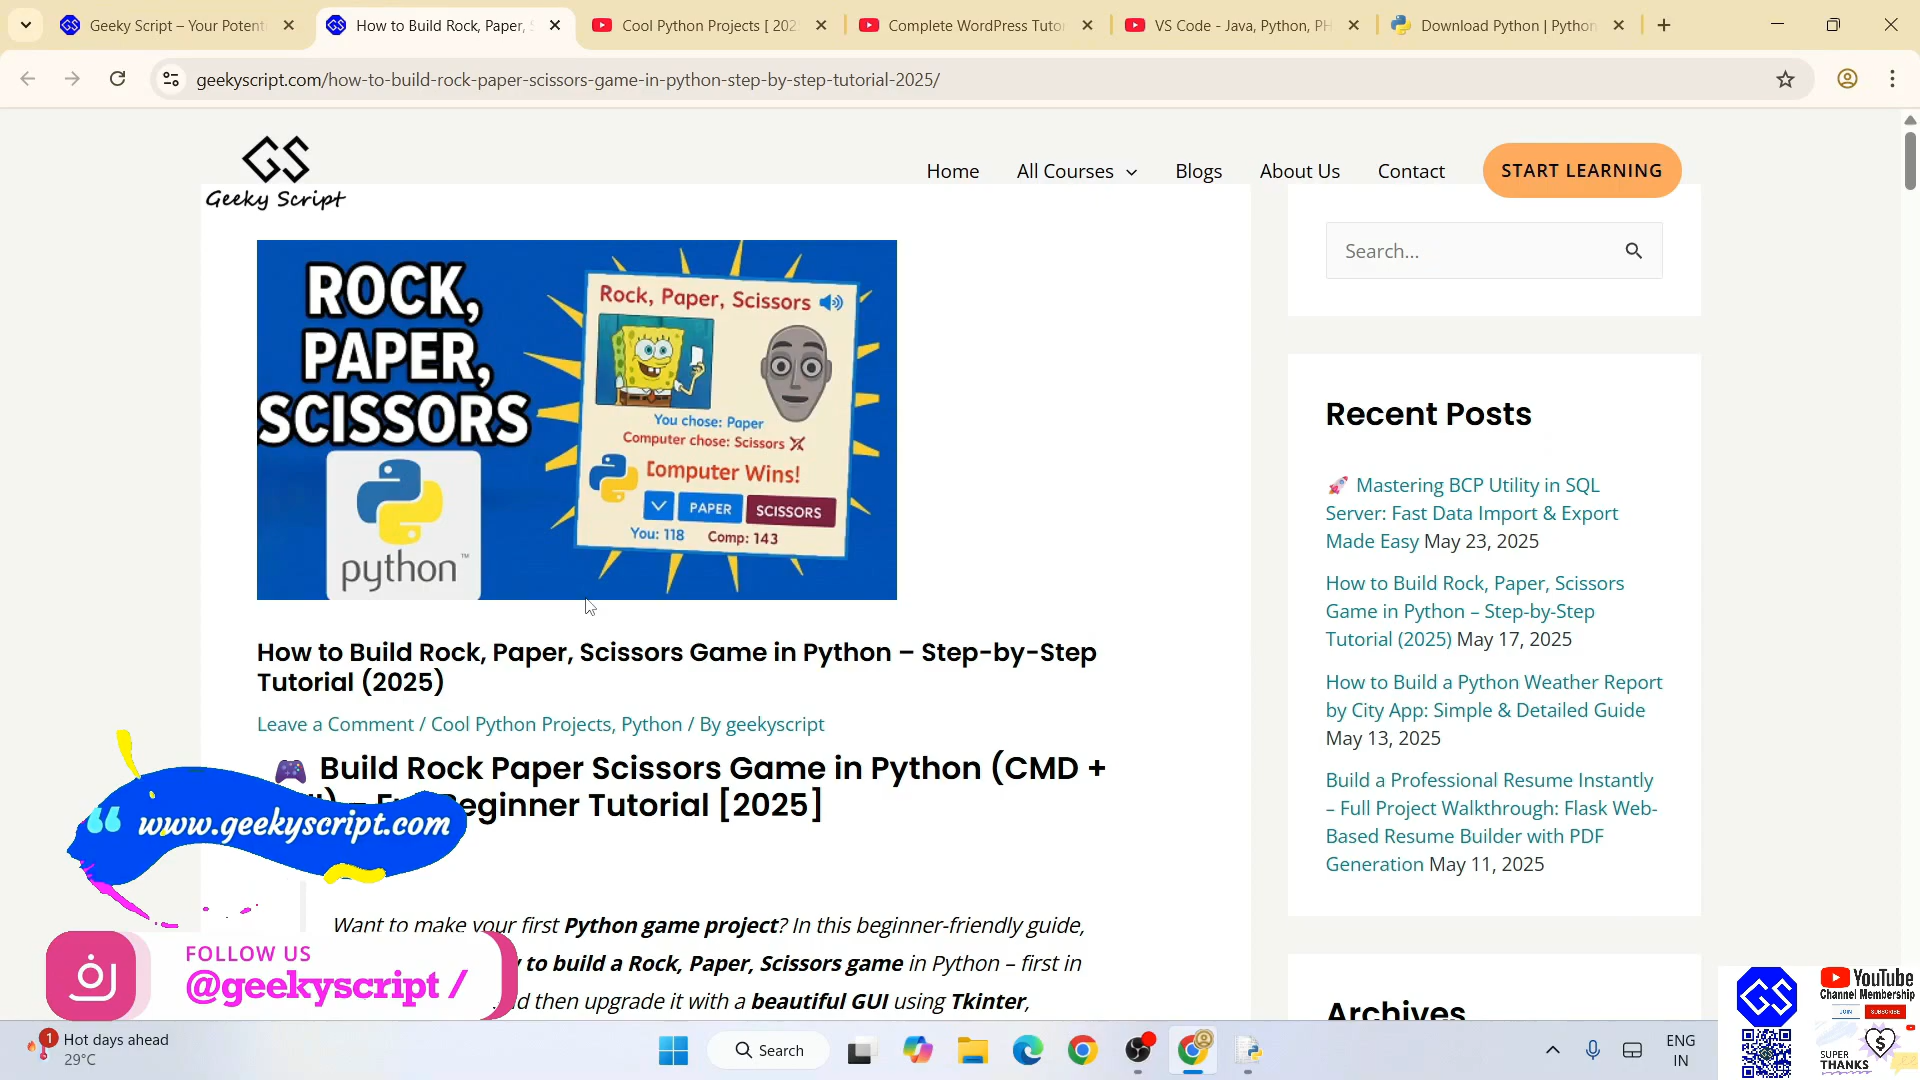 Geeky Script – Your Potent
How to Build Rock, Paper, S
Cool Python Projects [ 202
Complete WordPress Tutor
VS Code - Java, Python, PH
Download Python | Python
geekyscript.com/how-to-build-rock-paper-scissors-game-in-python-step-by-step-tutorial-2025/
GS
Geeky Script
Home
All Courses
Blogs
About Us
Contact
START LEARNING
ROCK,
PAPER,
SCISSORS
python™
Rock, Paper, Scissors
You chose: Paper
Computer chose: Scissors
Computer Wins!
PAPER
SCISSORS
You: 118 Comp: 143
Search...
Recent Posts
Mastering BCP Utility in SQL
Server: Fast Data Import & Export
Made Easy May 23, 2025
How to Build Rock, Paper, Scissors
Game in Python – Step-by-Step
Tutorial (2025) May 17, 2025
How to Build a Python Weather Report
by City App: Simple & Detailed Guide
May 13, 2025
Build a Professional Resume Instantly
– Full Project Walkthrough: Flask Web-
Based Resume Builder with PDF
Generation May 11, 2025
Archives
How to Build Rock, Paper, Scissors Game in Python – Step-by-Step
Tutorial (2025)
Leave a Comment / Cool Python Projects, Python / By geekyscript
Build Rock Paper Scissors Game in Python (CMD +
Beginner Tutorial [2025]
www.geekyscript.com
Want to make your first Python game project? In this beginner-friendly guide,
to build a Rock, Paper, Scissors game in Python – first in
d then upgrade it with a beautiful GUI using Tkinter,
FOLLOW US
@geekyscript /
GS
YouTube
Channel Membership
JOIN
SUBSCRIBE
SUPER
THANKS
1
Hot days ahead
29°C
Search
ENG
IN